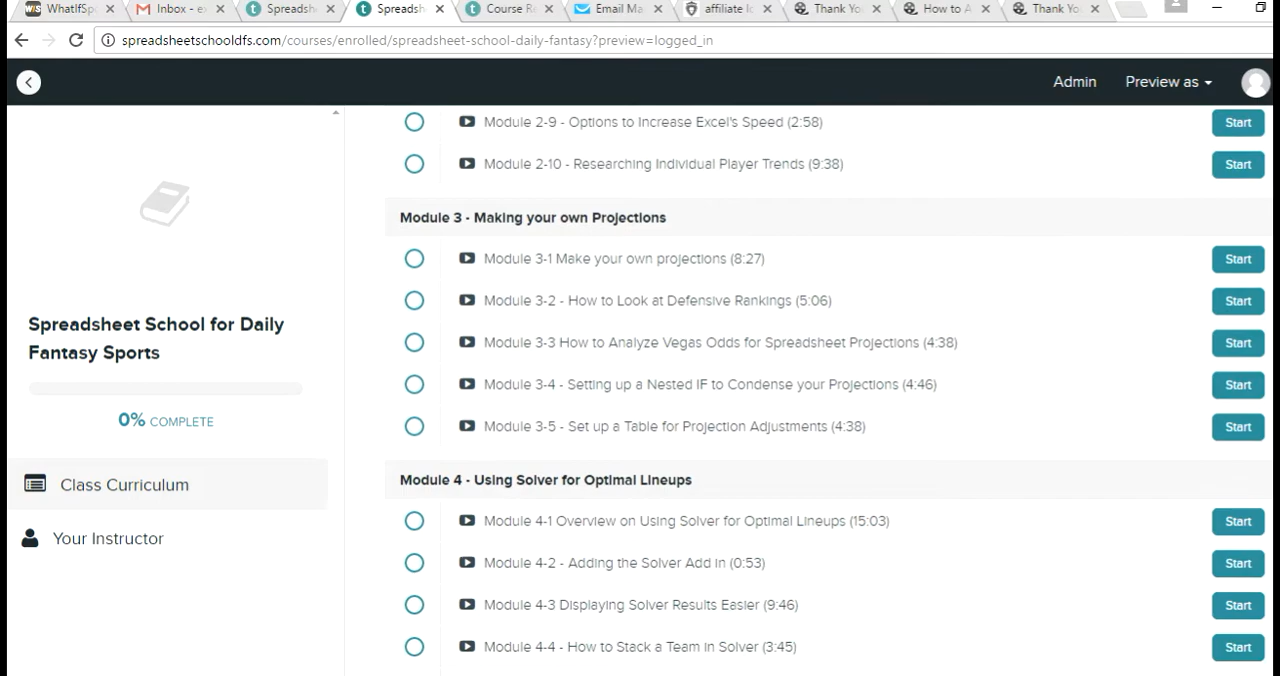 WhatIfSp
Inbox - e
Spreadsh
Spreadsh
Course R
Email Ma
affiliate lo
Thank Yo
How to A
Thank Yo
spreadsheetschooldfs.com/courses/enrolled/spreadsheet-school-daily-fantasy?preview=logged_in
Admin
Preview as
Spreadsheet School for Daily
Fantasy Sports
0% COMPLETE
Class Curriculum
Your Instructor
Module 2-9 - Options to Increase Excel's Speed (2:58)
Start
Module 2-10 - Researching Individual Player Trends (9:38)
Start
Module 3 - Making your own Projections
Module 3-1 Make your own projections (8:27)
Start
Module 3-2 - How to Look at Defensive Rankings (5:06)
Start
Module 3-3 How to Analyze Vegas Odds for Spreadsheet Projections (4:38)
Start
Module 3-4 - Setting up a Nested IF to Condense your Projections (4:46)
Start
Module 3-5 - Set up a Table for Projection Adjustments (4:38)
Start
Module 4 - Using Solver for Optimal Lineups
Module 4-1 Overview on Using Solver for Optimal Lineups (15:03)
Start
Module 4-2 - Adding the Solver Add in (0:53)
Start
Module 4-3 Displaying Solver Results Easier (9:46)
Start
Module 4-4 - How to Stack a Team in Solver (3:45)
Start